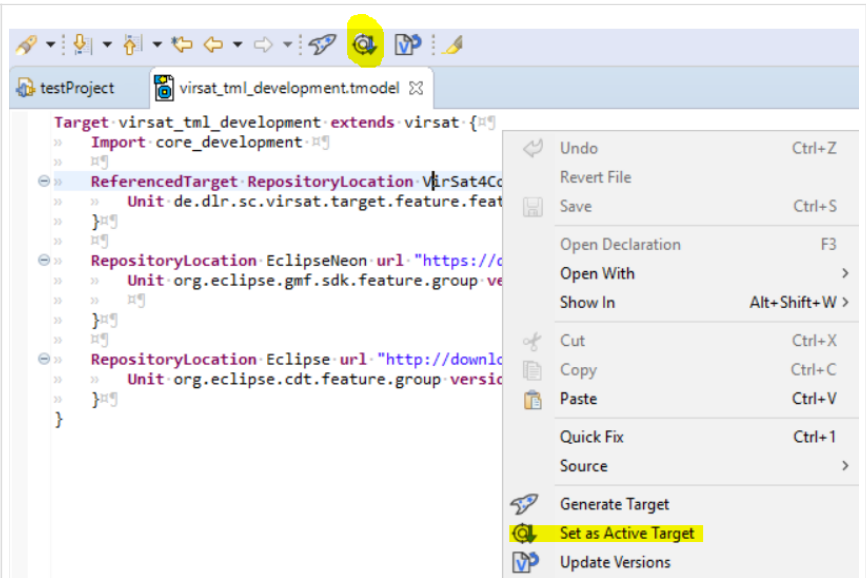 testProject
virsat_tml_development.tmodel
Target virsat_tml_development extends virsat {
Import core_development
ReferencedTarget RepositoryLocation VirSat4Co
Unit de.dlr.sc.virsat.target.feature.feat
}
RepositoryLocation EclipseNeon url "https://d
Unit org.eclipse.gmf.sdk.feature.group ve
}
RepositoryLocation Eclipse url "http://downlo
Unit org.eclipse.cdt.feature.group versio
}
}
Undo Ctrl+Z
Revert File
Save Ctrl+S
Open Declaration F3
Open With >
Show In Alt+Shift+W >
Cut Ctrl+X
Copy Ctrl+C
Paste Ctrl+V
Quick Fix Ctrl+1
Source >
Generate Target
Set as Active Target
Update Versions